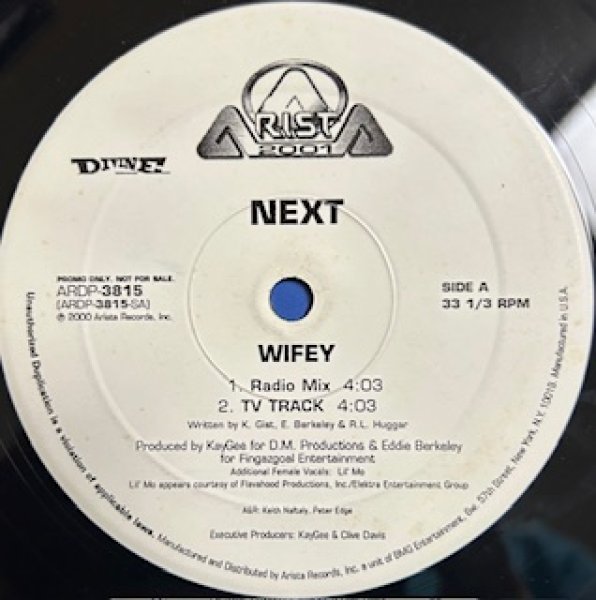 ARISTA
2001
DIVINE
NEXT
PROMO ONLY. NOT FOR SALE.
ARDP-3815
(ARDP-3815-SA)
℗ 2000 Arista Records, Inc.
SIDE A
33 1/3 RPM
WIFEY
1. Radio Mix 4:03
2. TV TRACK 4:03
Written by K. Gist, E. Berkeley & R.L. Huggar
Produced by KayGee for D.M. Productions & Eddie Berkeley
for Fingazgoal Entertainment
Additional Female Vocals: Lil' Mo
Lil' Mo appears courtesy of Flavahood Productions, Inc./Elektra Entertainment Group
A&R: Keith Naftaly, Peter Edge
Executive Producers: KayGee & Clive Davis
Unauthorized Duplication is a violation of applicable laws. Manufactured and Distributed by Arista Records, Inc., a unit of BMG Entertainment, 6w. 57th Street, New York, N.Y. 10019. Manufactured in U.S.A.